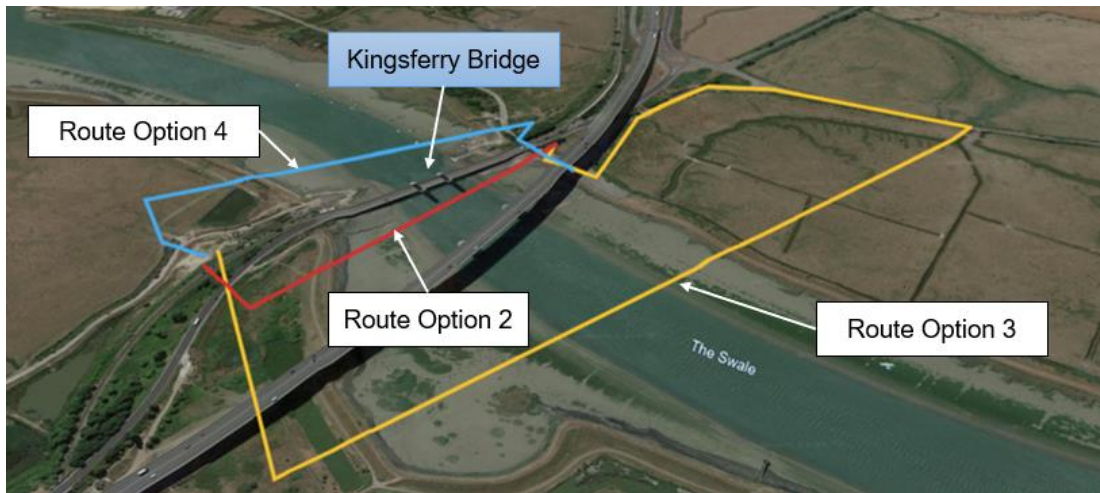 Kingsferry Bridge
Route Option 4
Route Option 2
Route Option 3
The Swale